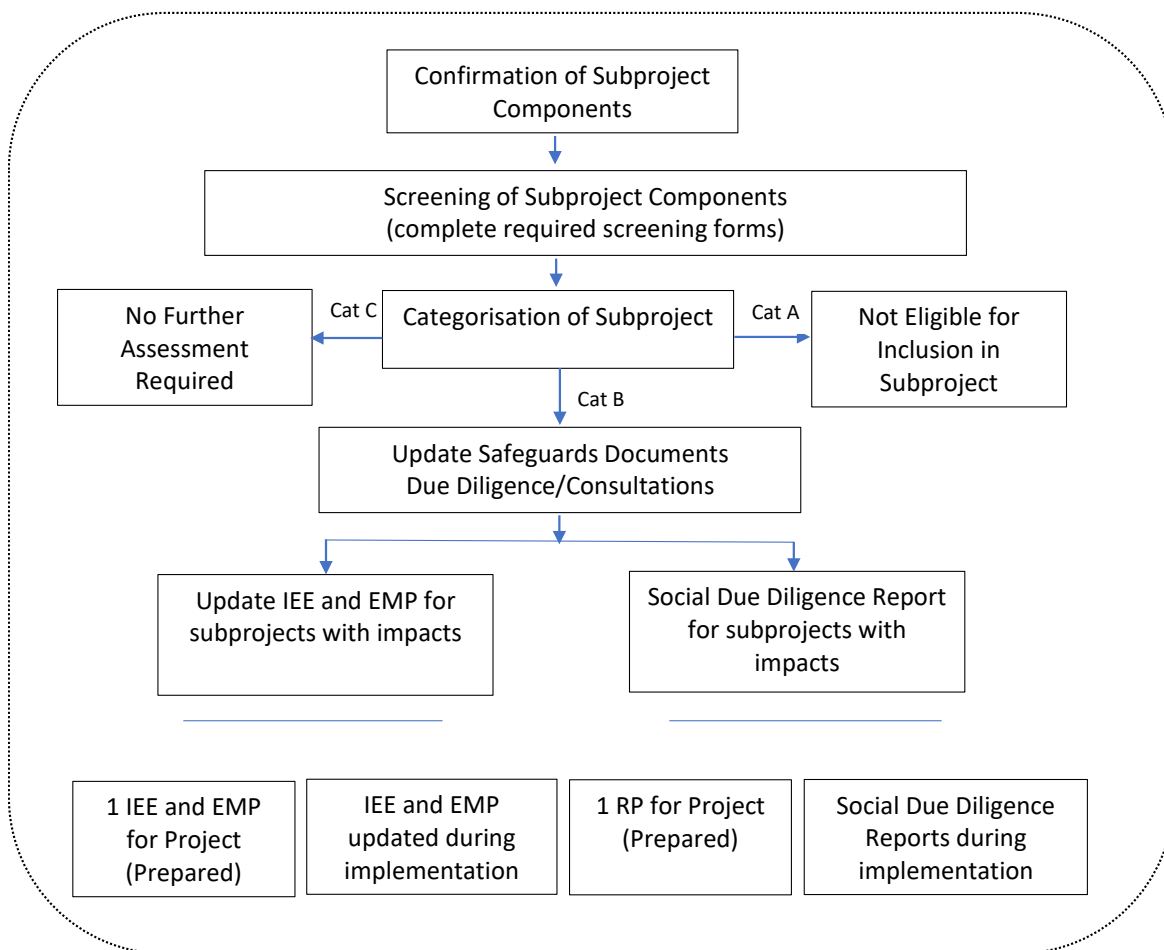 Confirmation of Subproject
Components
Screening of Subproject Components
(complete required screening forms)
No Further
Assessment
Required
Cat C
Categorisation of Subproject
Cat A
Not Eligible for
Inclusion in
Subproject
Cat B
Update Safeguards Documents
Due Diligence/Consultations
Update IEE and EMP for
subprojects with impacts
Social Due Diligence Report
for subprojects with
impacts
1 IEE and EMP
for Project
(Prepared)
IEE and EMP
updated during
implementation
1 RP for Project
(Prepared)
Social Due Diligence
Reports during
implementation